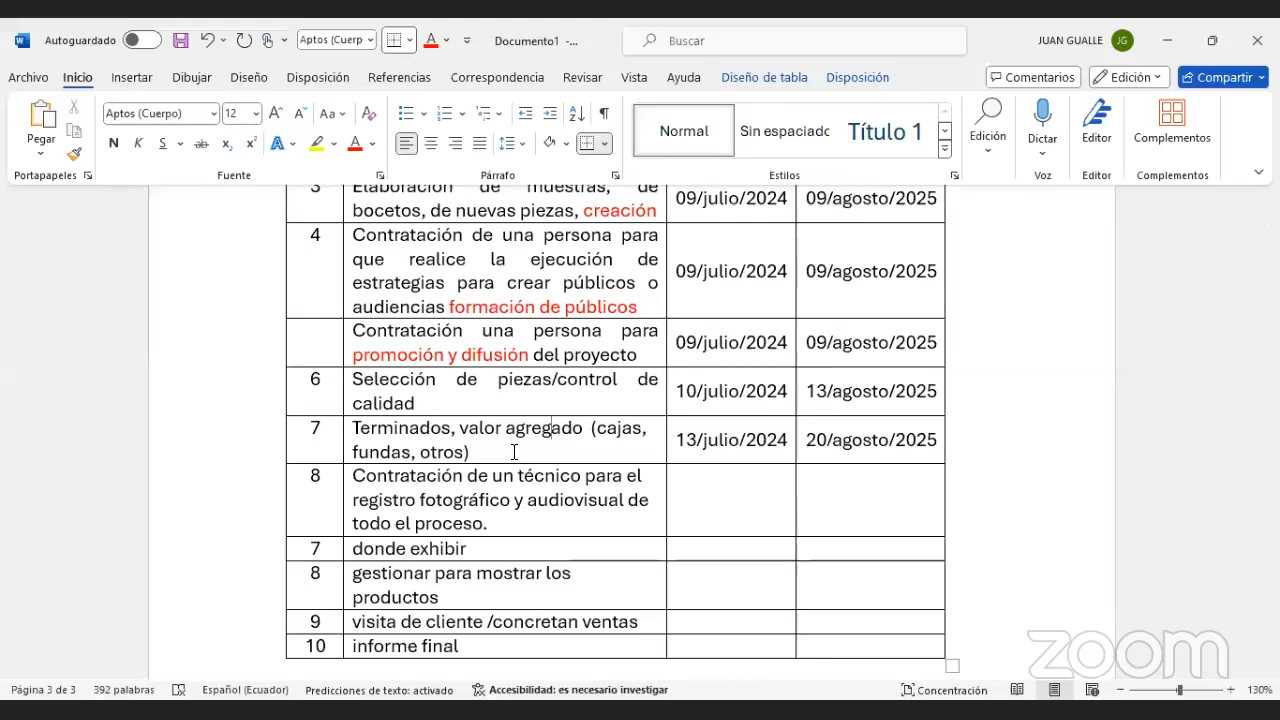 Autoguardado
Aptos (Cuerp
Documento1 -...
Buscar
JUAN GUALLE
JG
Archivo
Inicio
Insertar
Dibujar
Diseño
Disposición
Referencias
Correspondencia
Revisar
Vista
Ayuda
Diseño de tabla
Disposición
Comentarios
Edición
Compartir
Pegar
Aptos (Cuerpo)
12
Normal
Sin espaciado
Título 1
Edición
Dictar
Editor
Complementos
Portapapeles
Fuente
Párrafo
Estilos
Voz
Editor
Complementos
3
Elaboración de muestras, de
bocetos, de nuevas piezas, creación
09/julio/2024
09/agosto/2025
4
Contratación de una persona para
que realice la ejecución de
estrategias para crear públicos o
audiencias formación de públicos
09/julio/2024
09/agosto/2025
Contratación una persona para
promoción y difusión del proyecto
09/julio/2024
09/agosto/2025
6
Selección de piezas/control de
calidad
10/julio/2024
13/agosto/2025
7
Terminados, valor agregado (cajas,
fundas, otros)
13/julio/2024
20/agosto/2025
8
Contratación de un técnico para el
registro fotográfico y audiovisual de
todo el proceso.
7
donde exhibir
8
gestionar para mostrar los
productos
9
visita de cliente /concretan ventas
10
informe final
zoom
Página 3 de 3
392 palabras
Español (Ecuador)
Predicciones de texto: activado
Accesibilidad: es necesario investigar
Concentración
130%